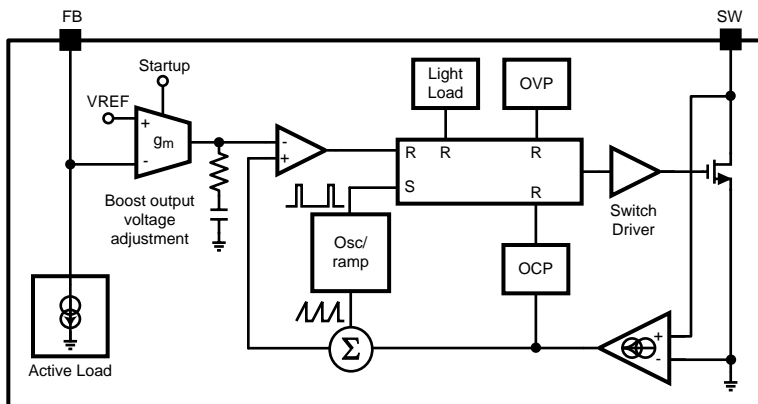 FB
SW
Startup
VREF
+
gm
-
Light
Load
OVP
-
+
R
R
R
S
R
Boost output
voltage
adjustment
Osc/
ramp
OCP
Switch
Driver
Σ
+
-
Active Load